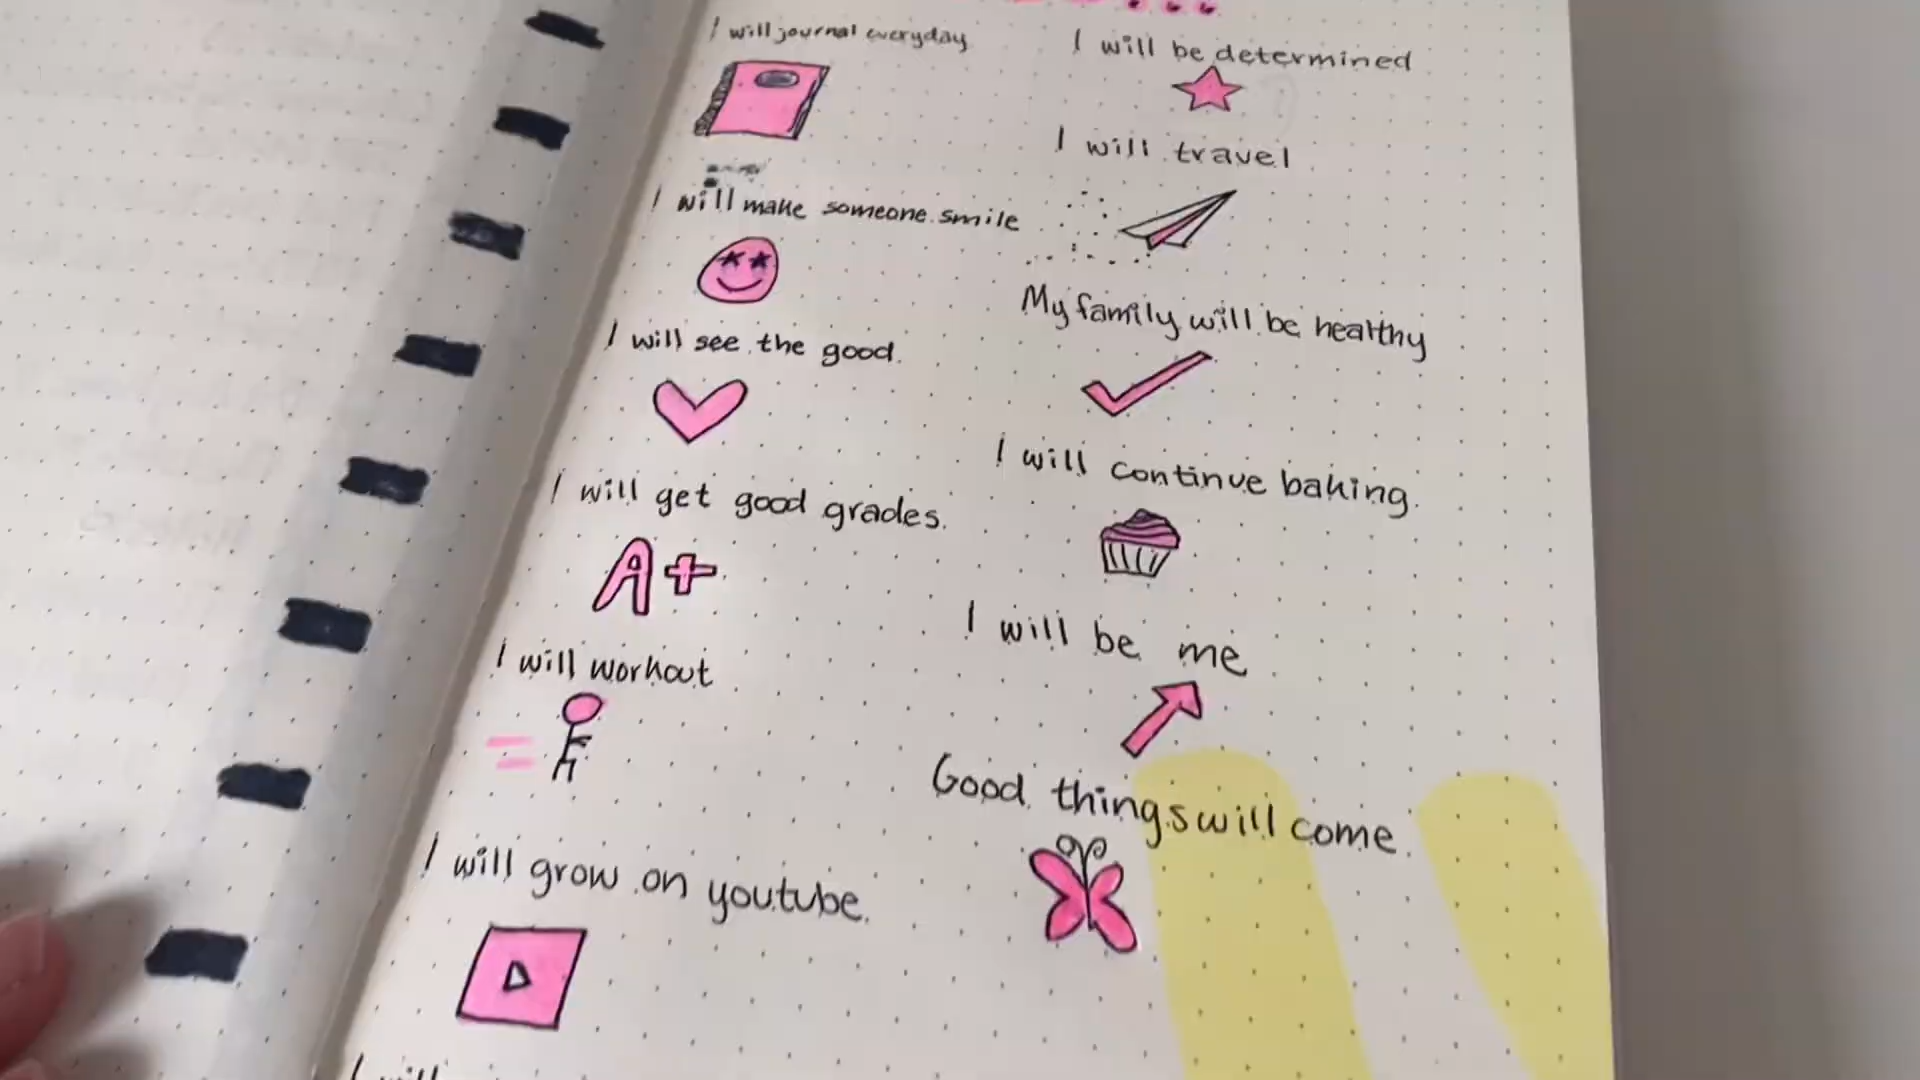 I will journal everyday
I will make someone smile
I will see the good.
I will get good grades.
A+
I will workout
I will grow on youtube.
I will
I will be determined
I will travel
My family will be healthy
I will continue baking.
I will be me
Good things will come.